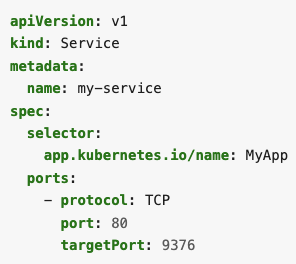 apiVersion: v1
kind: Service
metadata:
  name: my-service
spec:
  selector:
    app.kubernetes.io/name: MyApp
  ports:
    - protocol: TCP
      port: 80
      targetPort: 9376